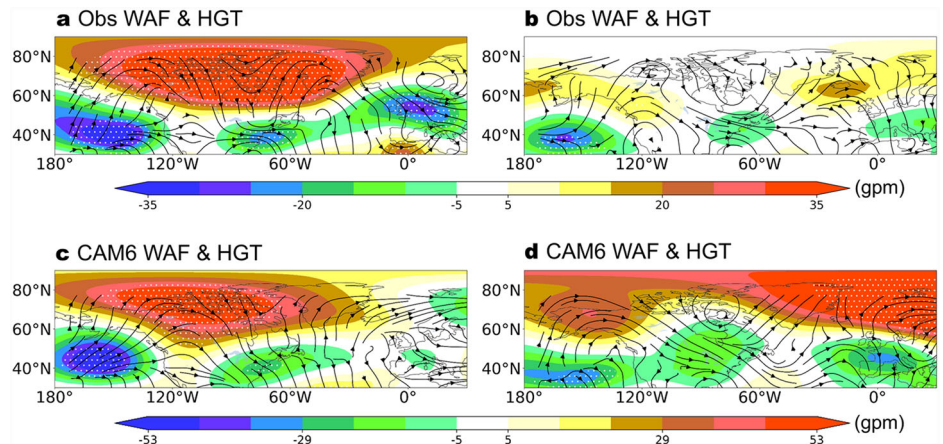 a Obs WAF & HGT
b Obs WAF & HGT
80°N
60°N
40°N
180° 120°W 60°W 0°
80°N
60°N
40°N
180° 120°W 60°W 0°
-35 -20 -5 5 20 35 (gpm)
c CAM6 WAF & HGT
d CAM6 WAF & HGT
80°N
60°N
40°N
180° 120°W 60°W 0°
80°N
60°N
40°N
180° 120°W 60°W 0°
-53 -29 -5 5 29 53 (gpm)